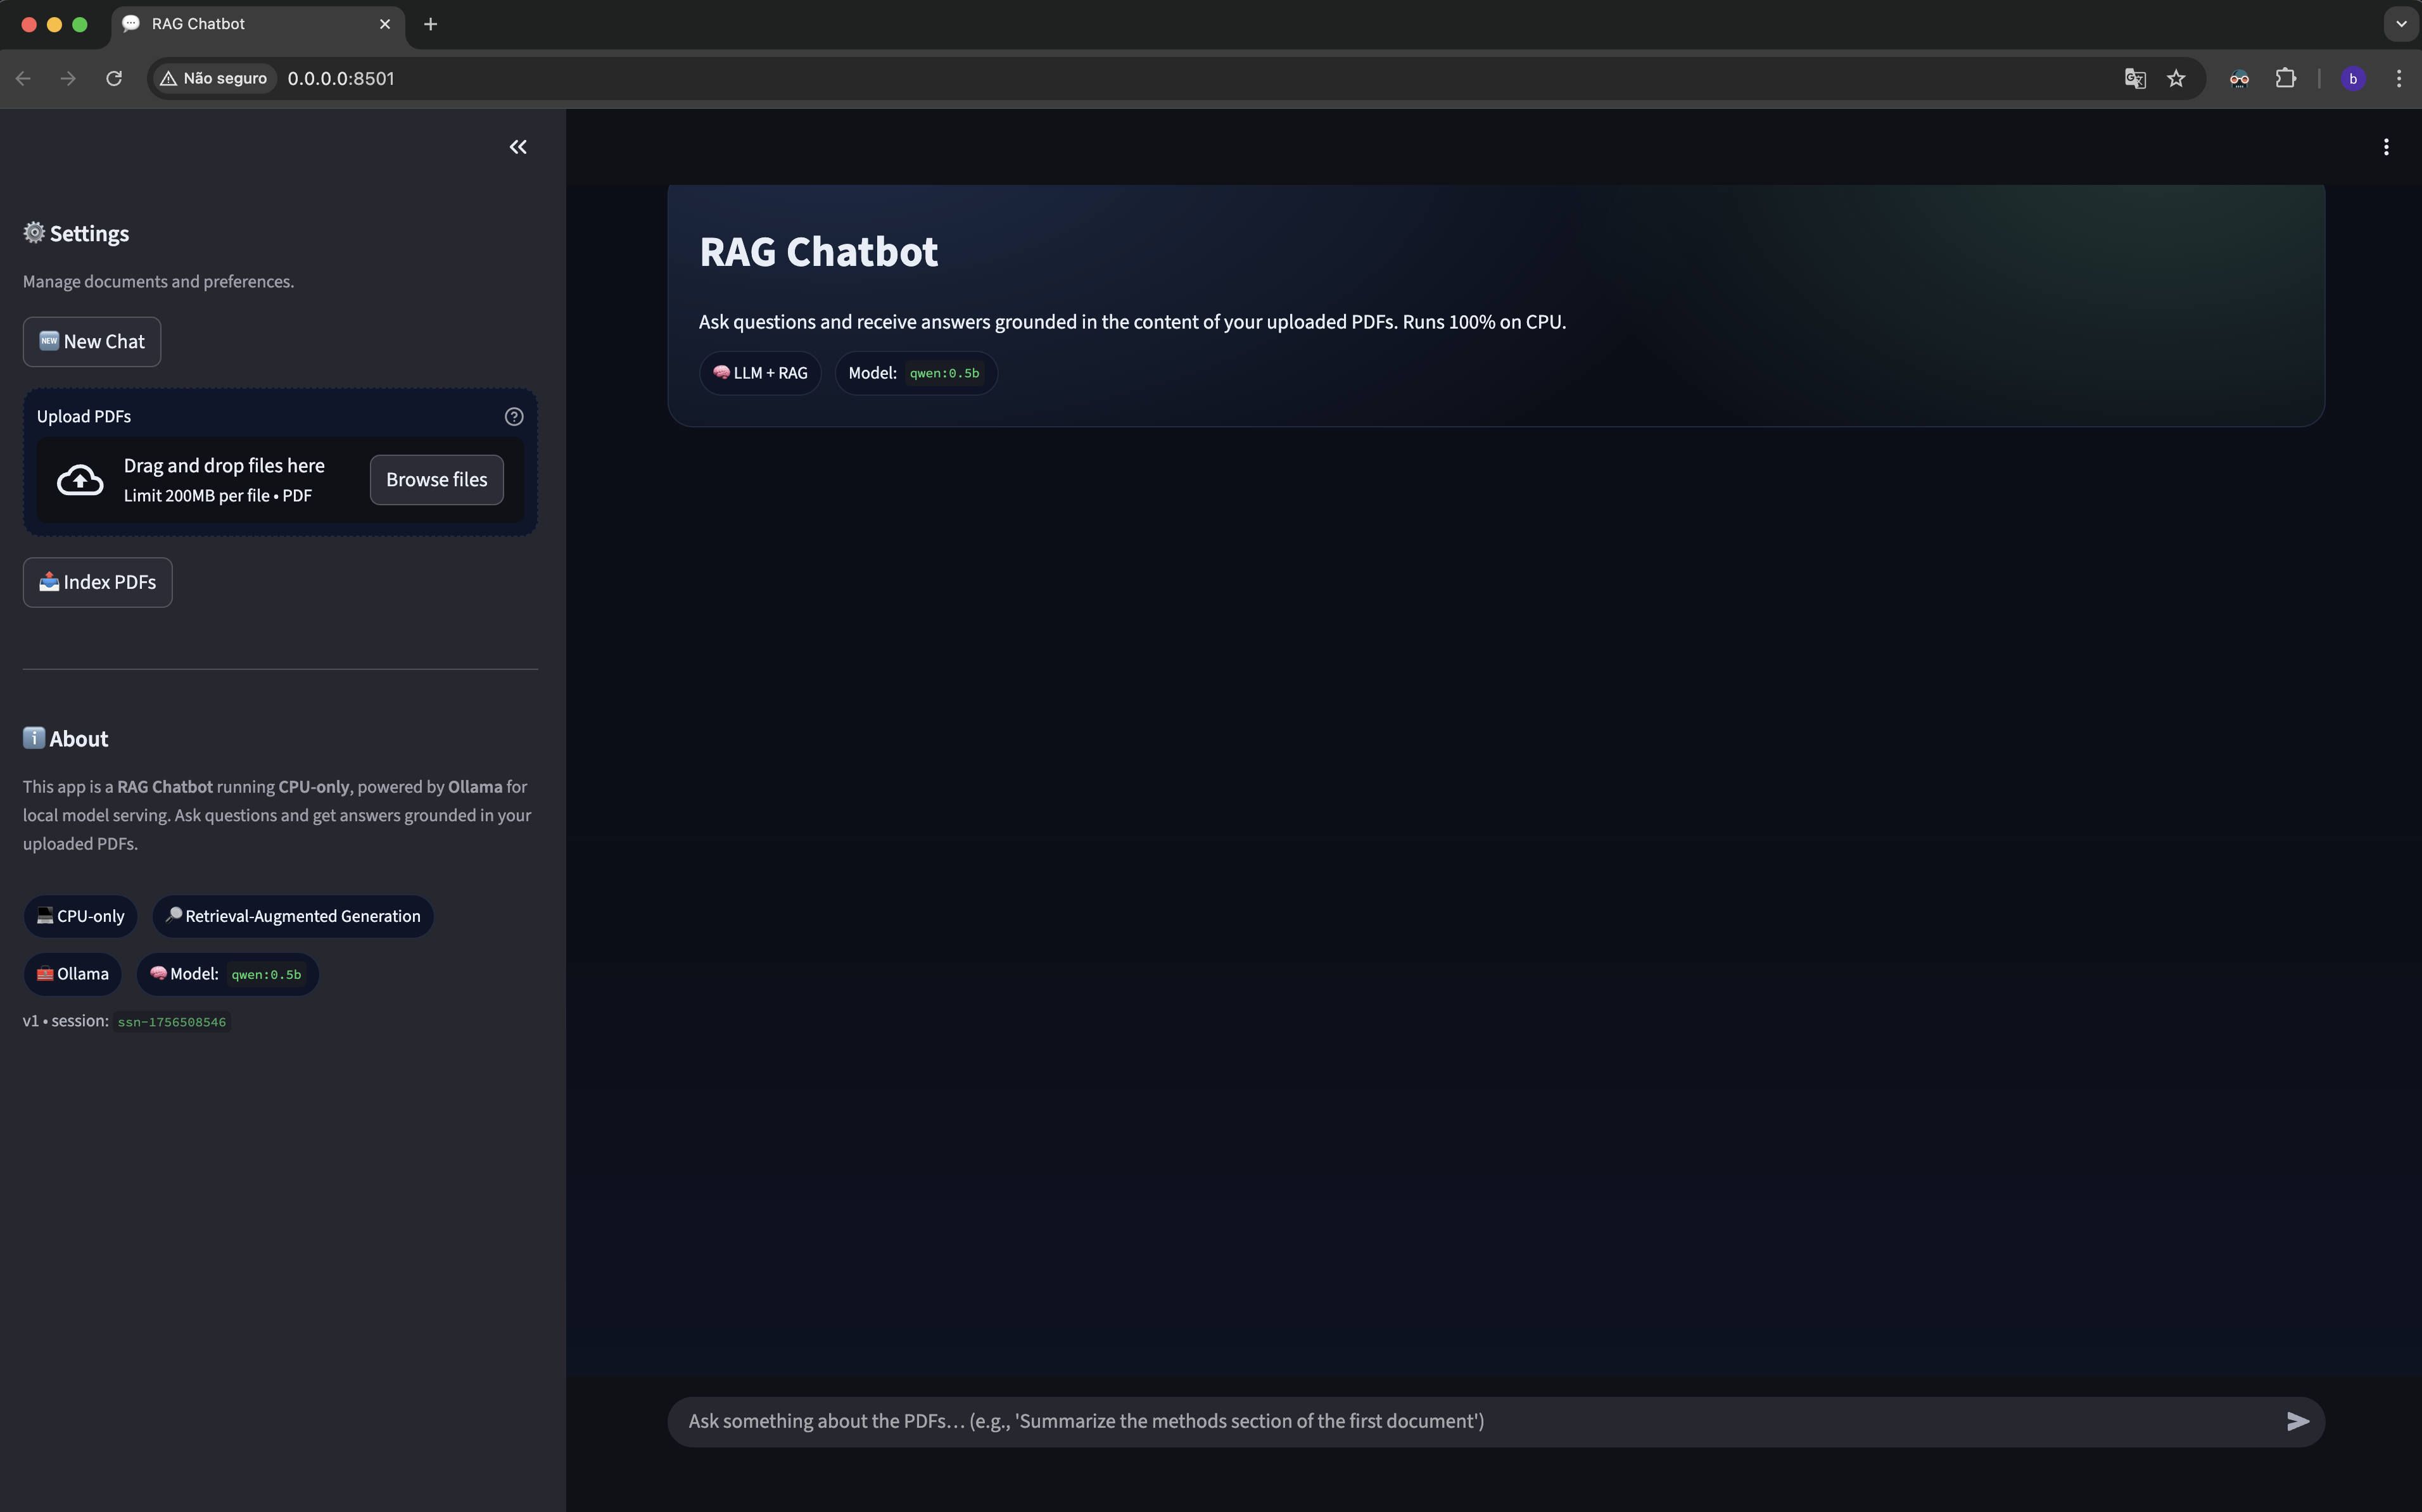 RAG Chatbot
Não seguro
0.0.0.0:8501
b
⚙️ Settings
Manage documents and preferences.
🆕 New Chat
Upload PDFs
Drag and drop files here
Limit 200MB per file • PDF
Browse files
📤 Index PDFs
ℹ️ About
This app is a RAG Chatbot running CPU-only, powered by Ollama for
local model serving. Ask questions and get answers grounded in your
uploaded PDFs.
💻 CPU-only
🔎 Retrieval-Augmented Generation
🧰 Ollama
🧠 Model: qwen:0.5b
v1 • session: ssn-1756508546
RAG Chatbot
Ask questions and receive answers grounded in the content of your uploaded PDFs. Runs 100% on CPU.
🧠 LLM + RAG
Model: qwen:0.5b
Ask something about the PDFs… (e.g., 'Summarize the methods section of the first document')